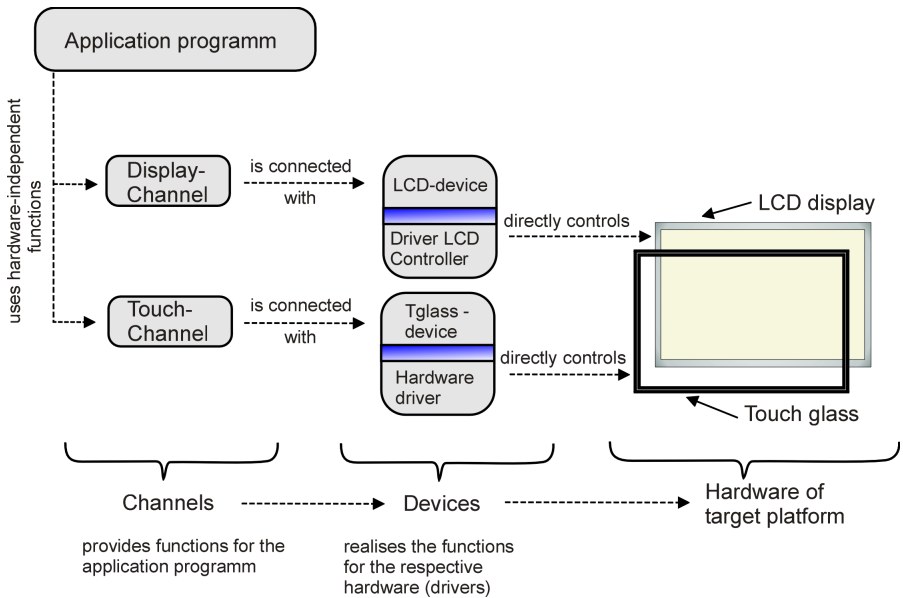 Application programm
uses hardware-independent
functions
Display-
Channel
is connected
with
LCD-device
Driver LCD
Controller
directly controls
LCD display
Touch-
Channel
is connected
with
Tglass -
device
Hardware
driver
directly controls
Touch glass
Channels
Devices
Hardware of
target platform
provides functions for the
application programm
realises the functions
for the respective
hardware (drivers)